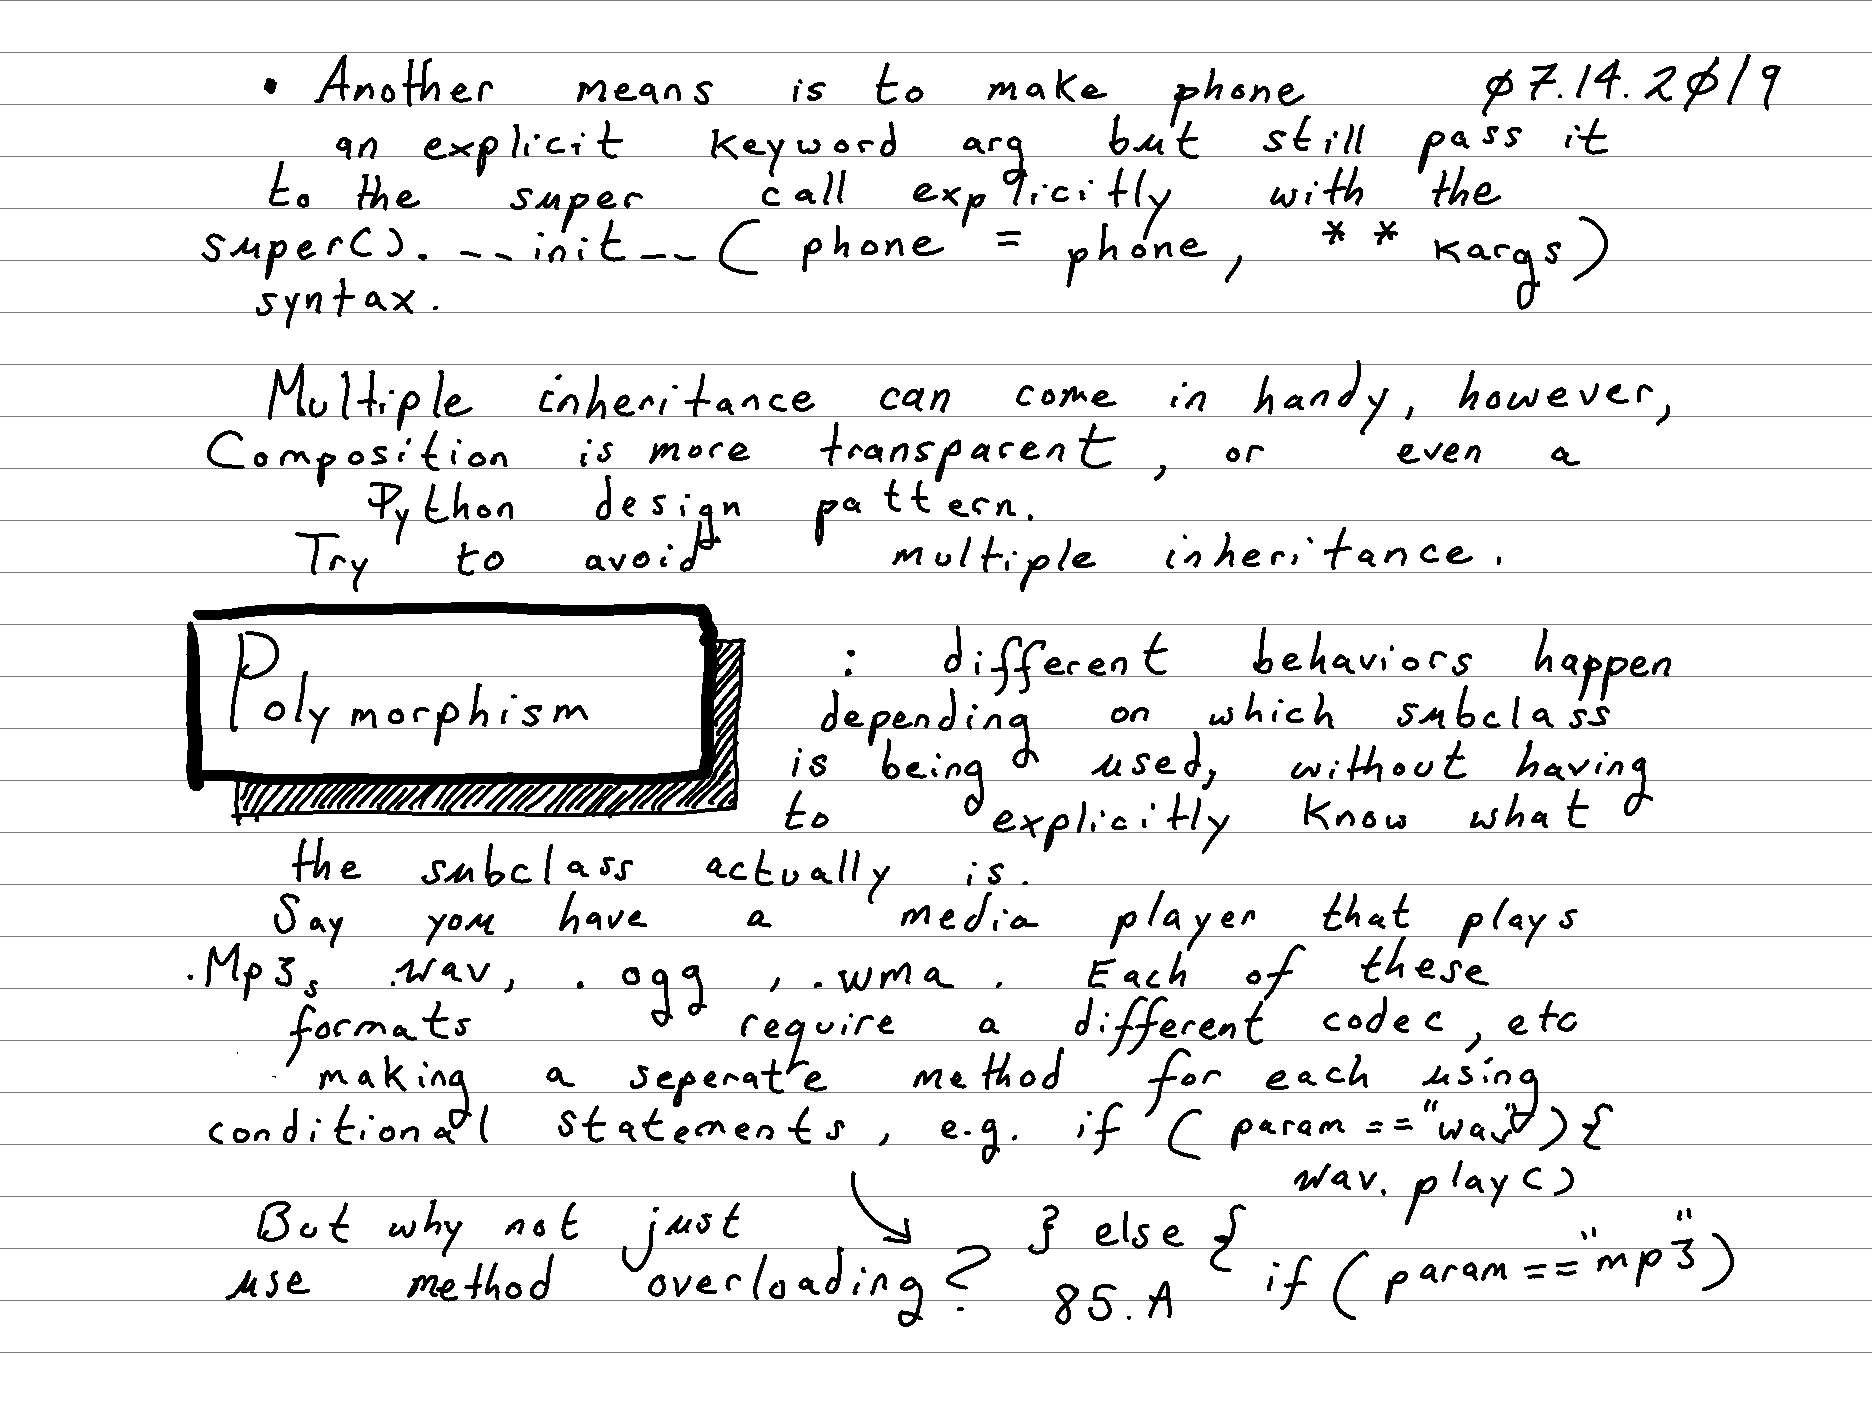 • Another means is to make phone 07.14.2019
an explicit keyword arg but still pass it
to the super call explicitly with the
super().__init__(phone = phone, **kargs)
syntax.
Multiple inheritance can come in handy, however,
Composition is more transparent, or even a
Python design pattern.
Try to avoid multiple inheritance.
Polymorphism : different behaviors happen
depending on which subclass
is being used, without having
to explicitly know what
the subclass actually is.
Say you have a media player that plays
.Mp3, .wav, .ogg, .wma. Each of these
formats require a different codec, etc
making a seperate method for each using
conditional statements, e.g. if (param == "wav"){
wav.play()
But why not just } else {
use method overloading? if (param == "mp3")
85.A